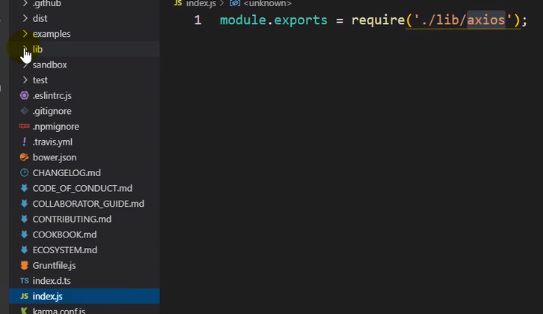 .github
dist
examples
lib
sandbox
test
.eslintrc.js
.gitignore
.npmignore
.travis.yml
bower.json
CHANGELOG.md
CODE_OF_CONDUCT.md
COLLABORATOR_GUIDE.md
CONTRIBUTING.md
COOKBOOK.md
ECOSYSTEM.md
Gruntfile.js
TS index.d.ts
JS index.js
karma.conf.js
JS index.js > <unknown>
1 module.exports = require('./lib/axios');